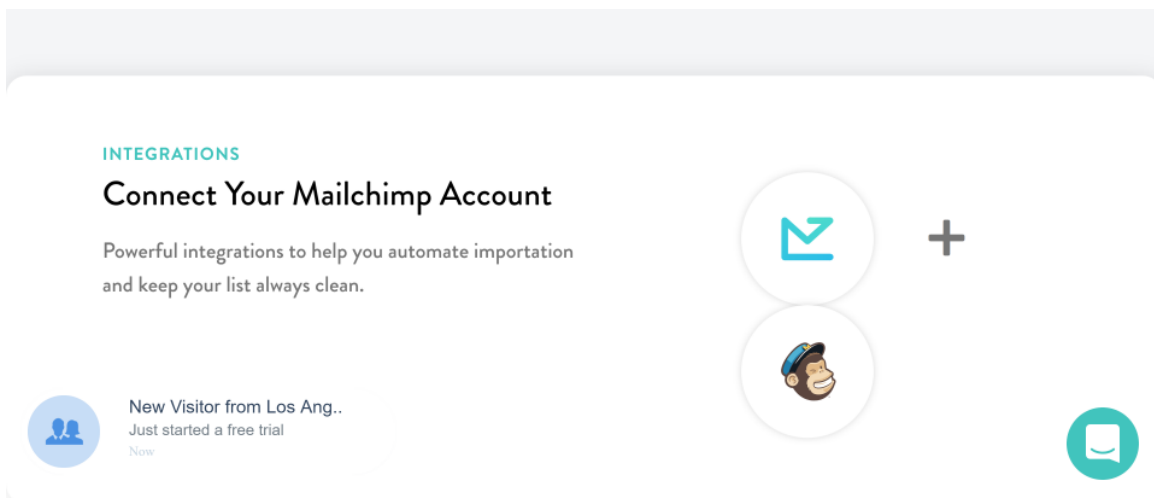 INTEGRATIONS
Connect Your Mailchimp Account
Powerful integrations to help you automate importation
and keep your list always clean.
New Visitor from Los Ang..
Just started a free trial
Now